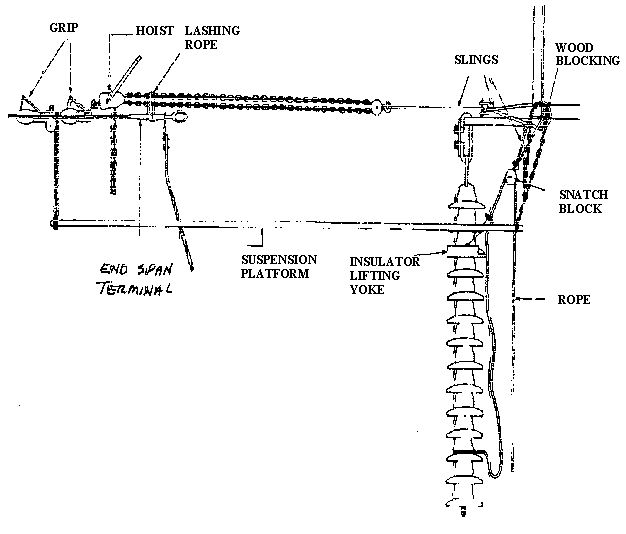 GRIP
HOIST
LASHING
ROPE
SLINGS
WOOD
BLOCKING
SNATCH
BLOCK
SUSPENSION
PLATFORM
INSULATOR
LIFTING
YOKE
END SPAN
TERMINAL
ROPE